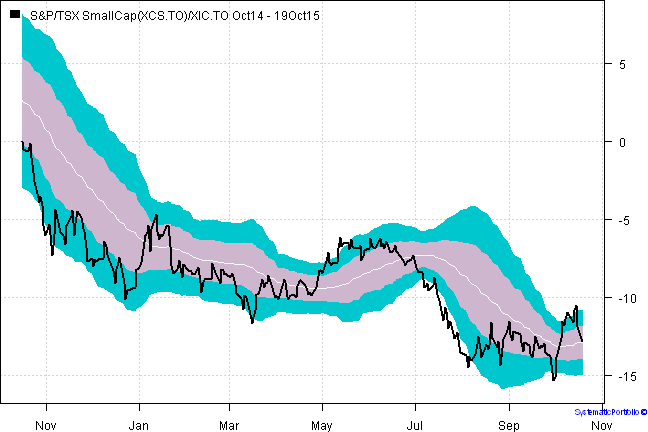 S&P/TSX SmallCap(XCS.TO)/XIC.TO Oct14 - 19Oct15
5
0
-5
-10
-15
SystematicPortfolio ©
Nov Jan Mar May Jul Sep Nov